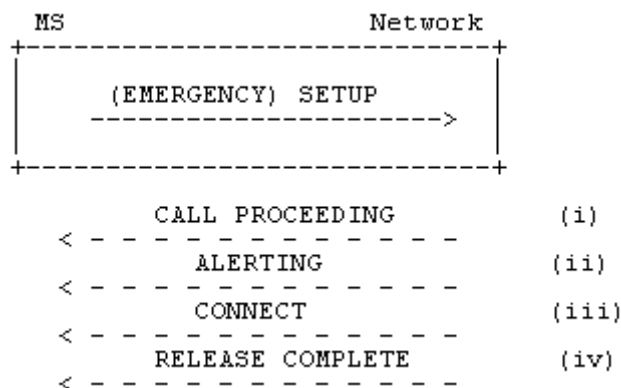 MS Network
(EMERGENCY) SETUP
CALL PROCEEDING (i)
ALERTING (ii)
CONNECT (iii)
RELEASE COMPLETE (iv)